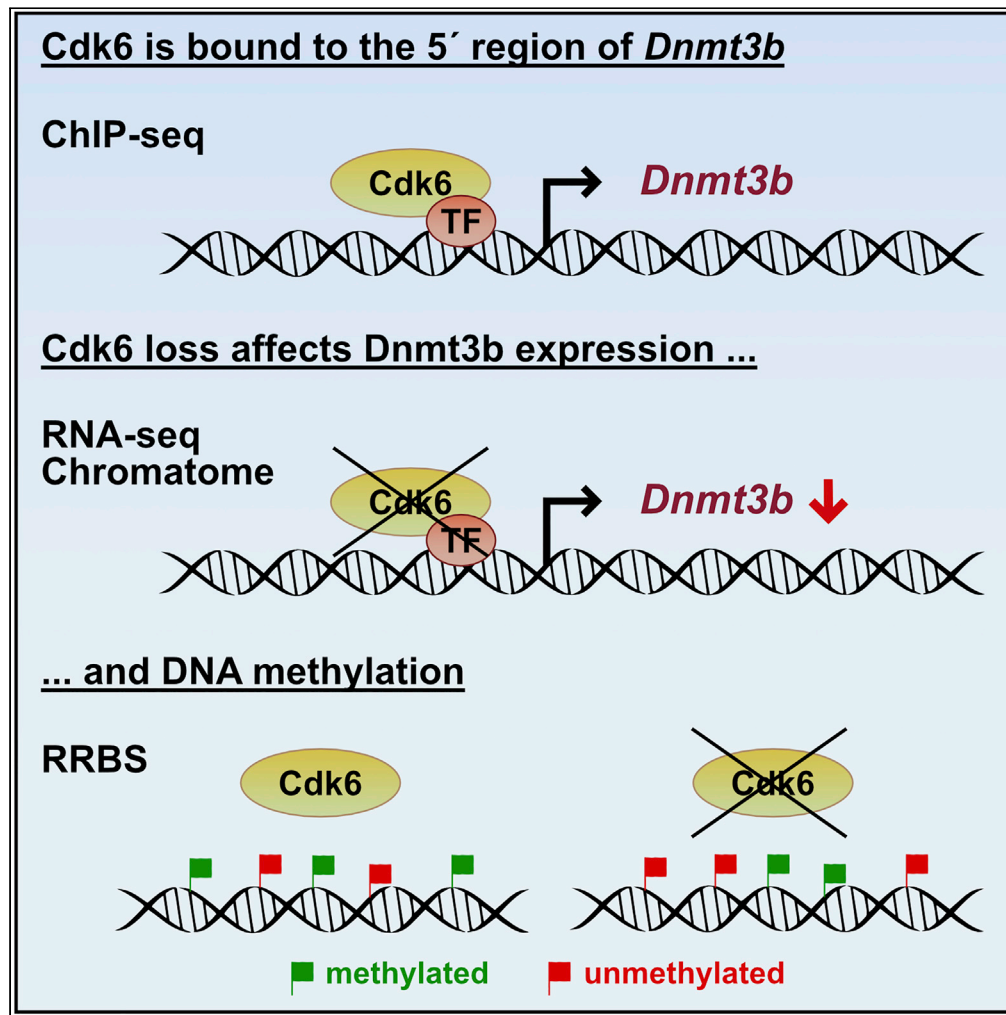 Cdk6 is bound to the 5´ region of Dnmt3b
ChIP-seq
Cdk6
TF
Dnmt3b
Cdk6 loss affects Dnmt3b expression ...
RNA-seq
Chromatome
Cdk6
TF
Dnmt3b
... and DNA methylation
RRBS
Cdk6
Cdk6
methylated
unmethylated